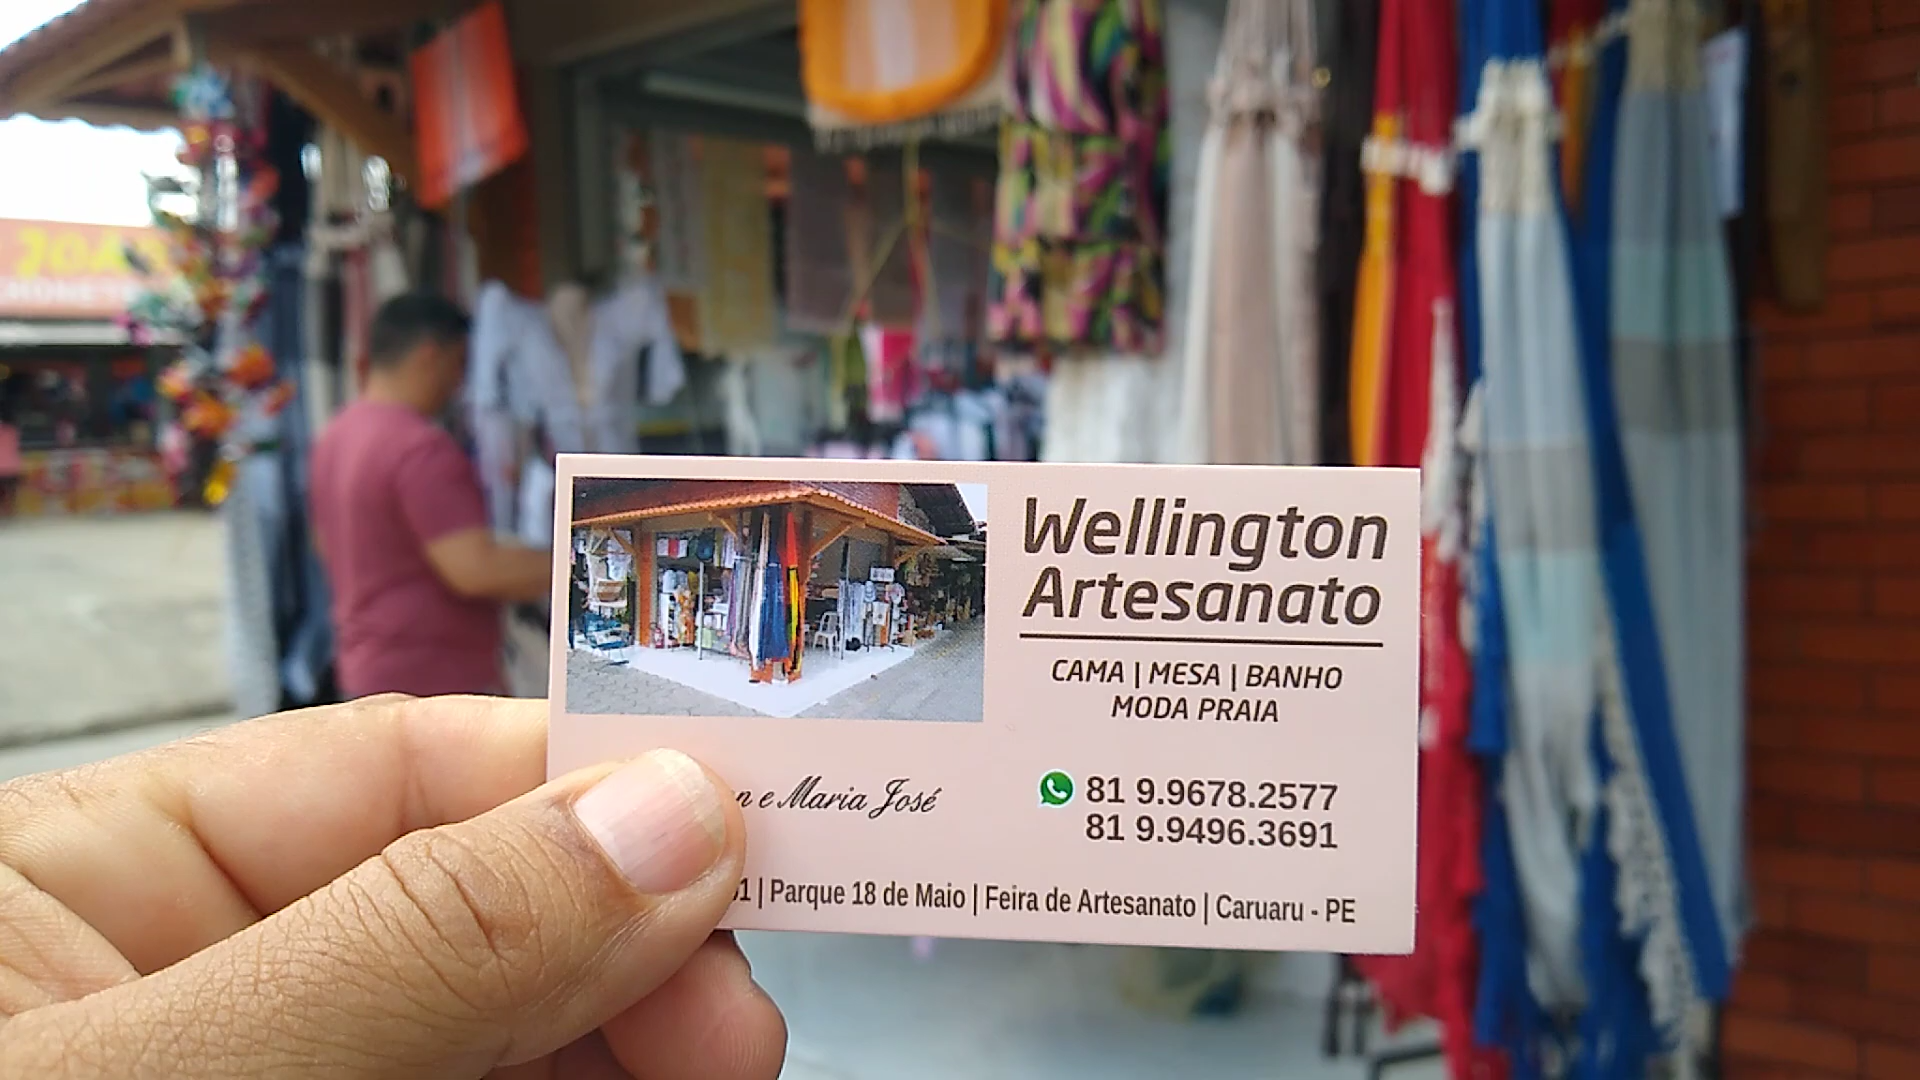 Wellington
Artesanato
CAMA | MESA | BANHO
MODA PRAIA
e Maria José
81 9.9678.2577
81 9.9496.3691
| Parque 18 de Maio | Feira de Artesanato | Caruaru - PE